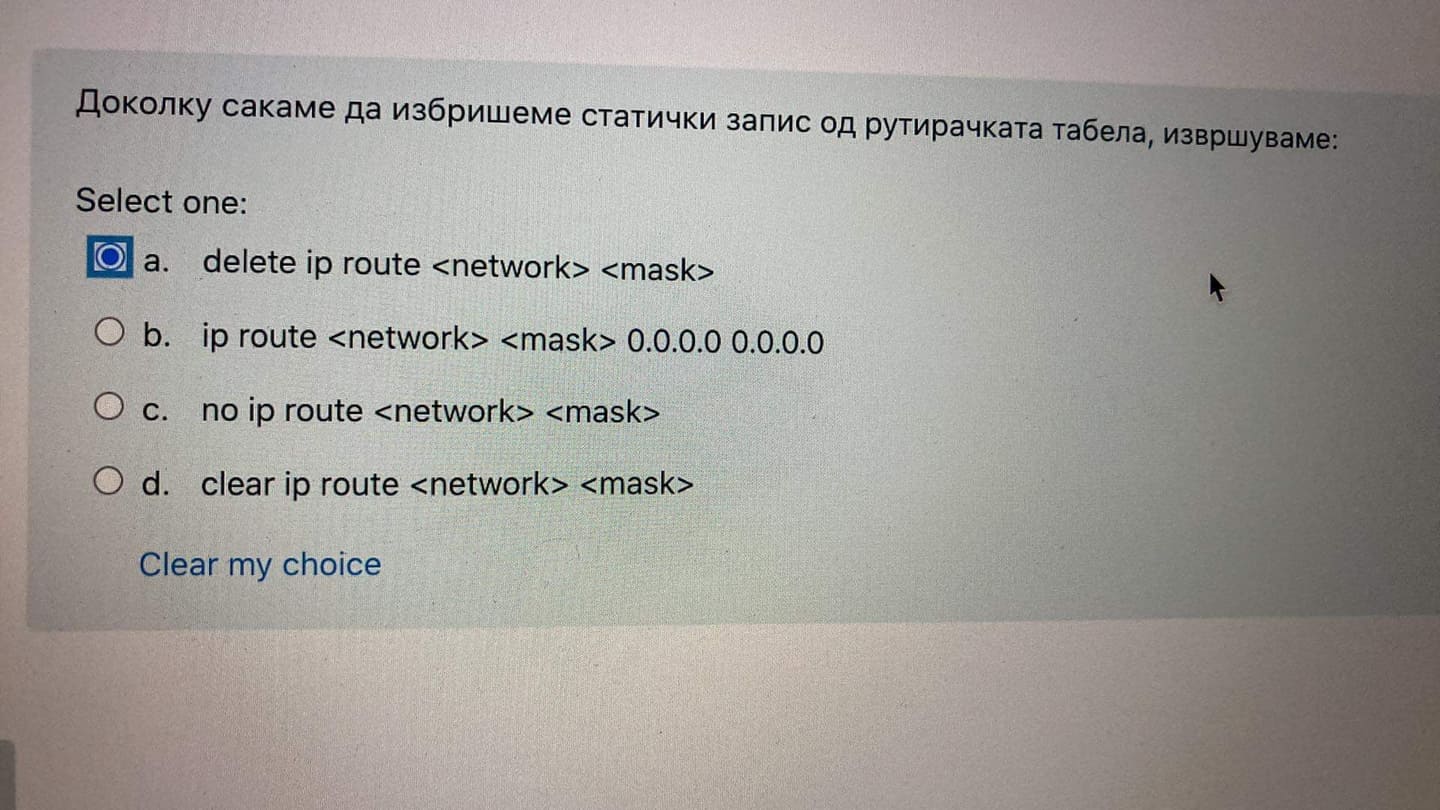 Доколку сакаме да избришеме статички запис од рутирачката табела, извршуваме:
Select one:
a. delete ip route <network> <mask>
b. ip route <network> <mask> 0.0.0.0 0.0.0.0
c. no ip route <network> <mask>
d. clear ip route <network> <mask>
Clear my choice